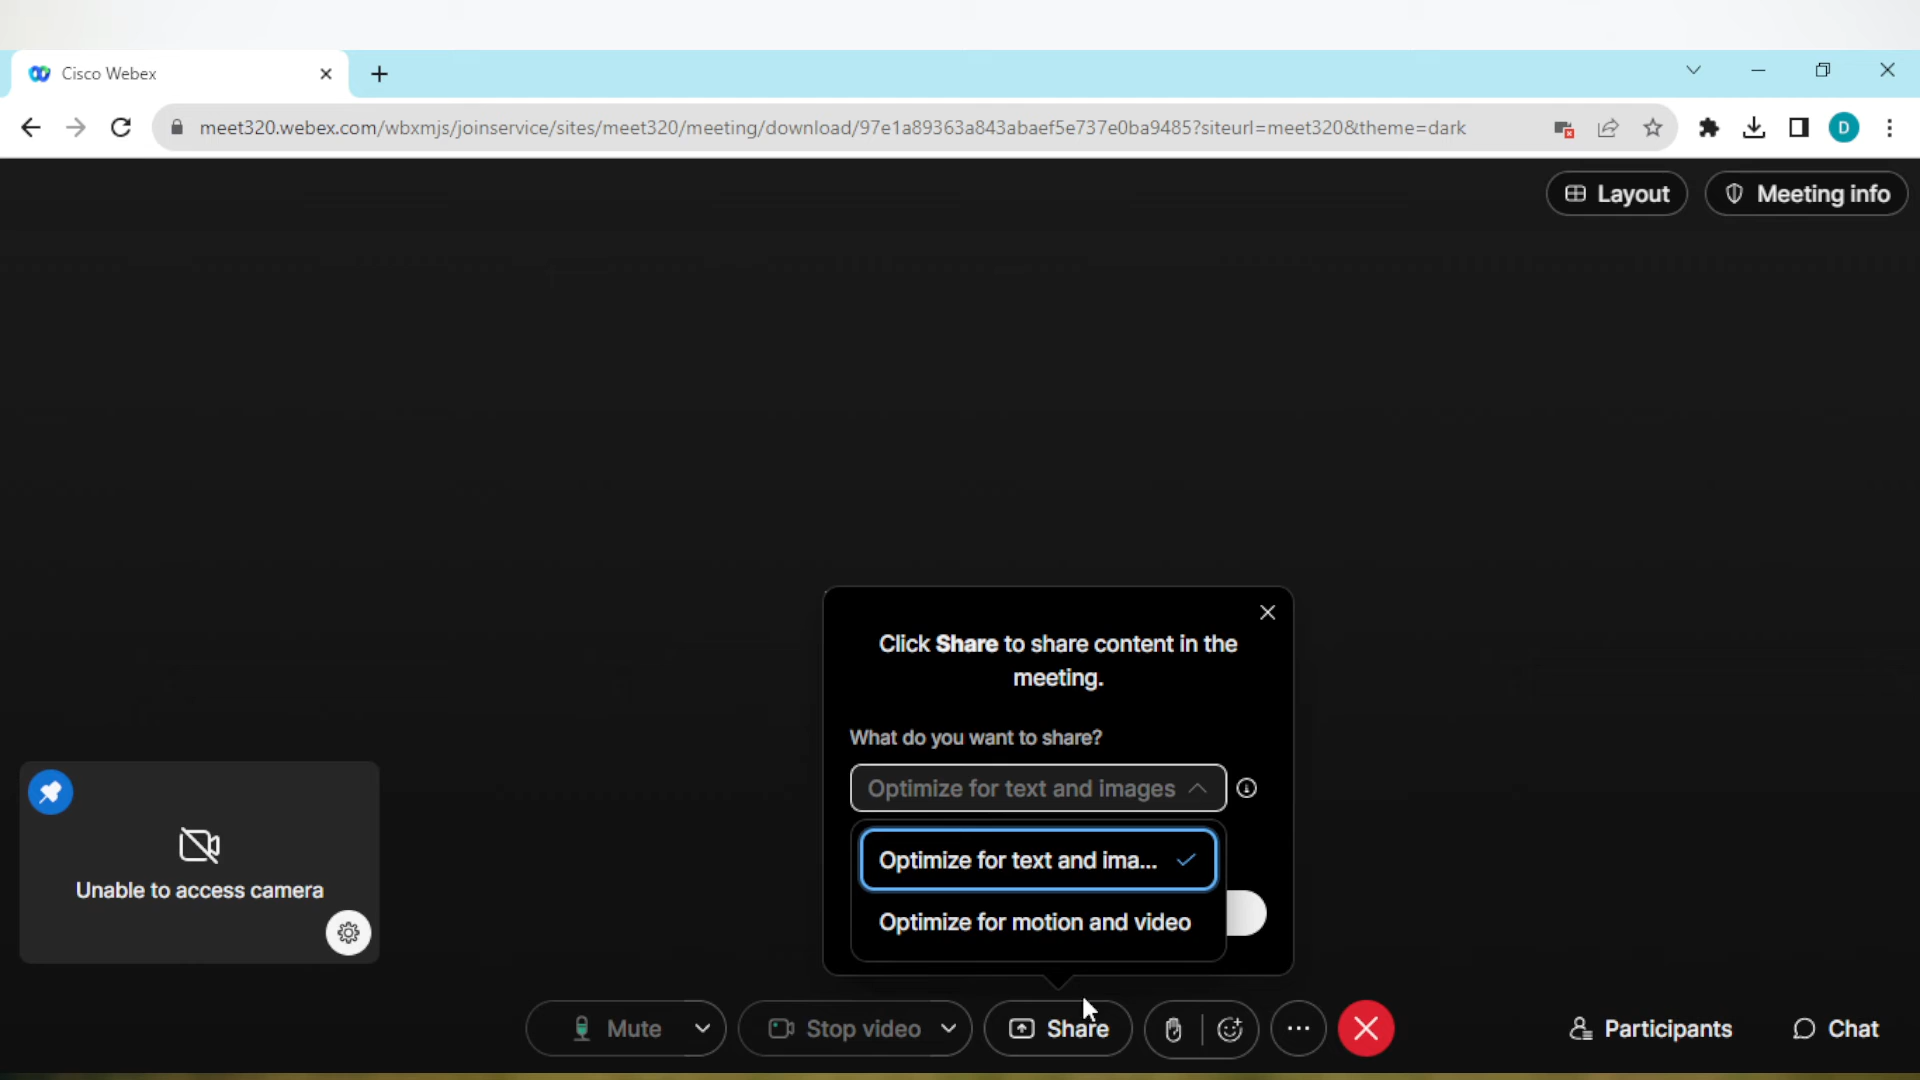 Cisco Webex
meet320.webex.com/wbxmjs/joinservice/sites/meet320/meeting/download/97e1a89363a843abaef5e737e0ba9485?siteurl=meet320&theme=dark
D
Layout
Meeting info
Click Share to share content in the
meeting.
What do you want to share?
Optimize for text and images
Optimize for text and ima...
Optimize for motion and video
Unable to access camera
Mute
Stop video
Share
Participants
Chat